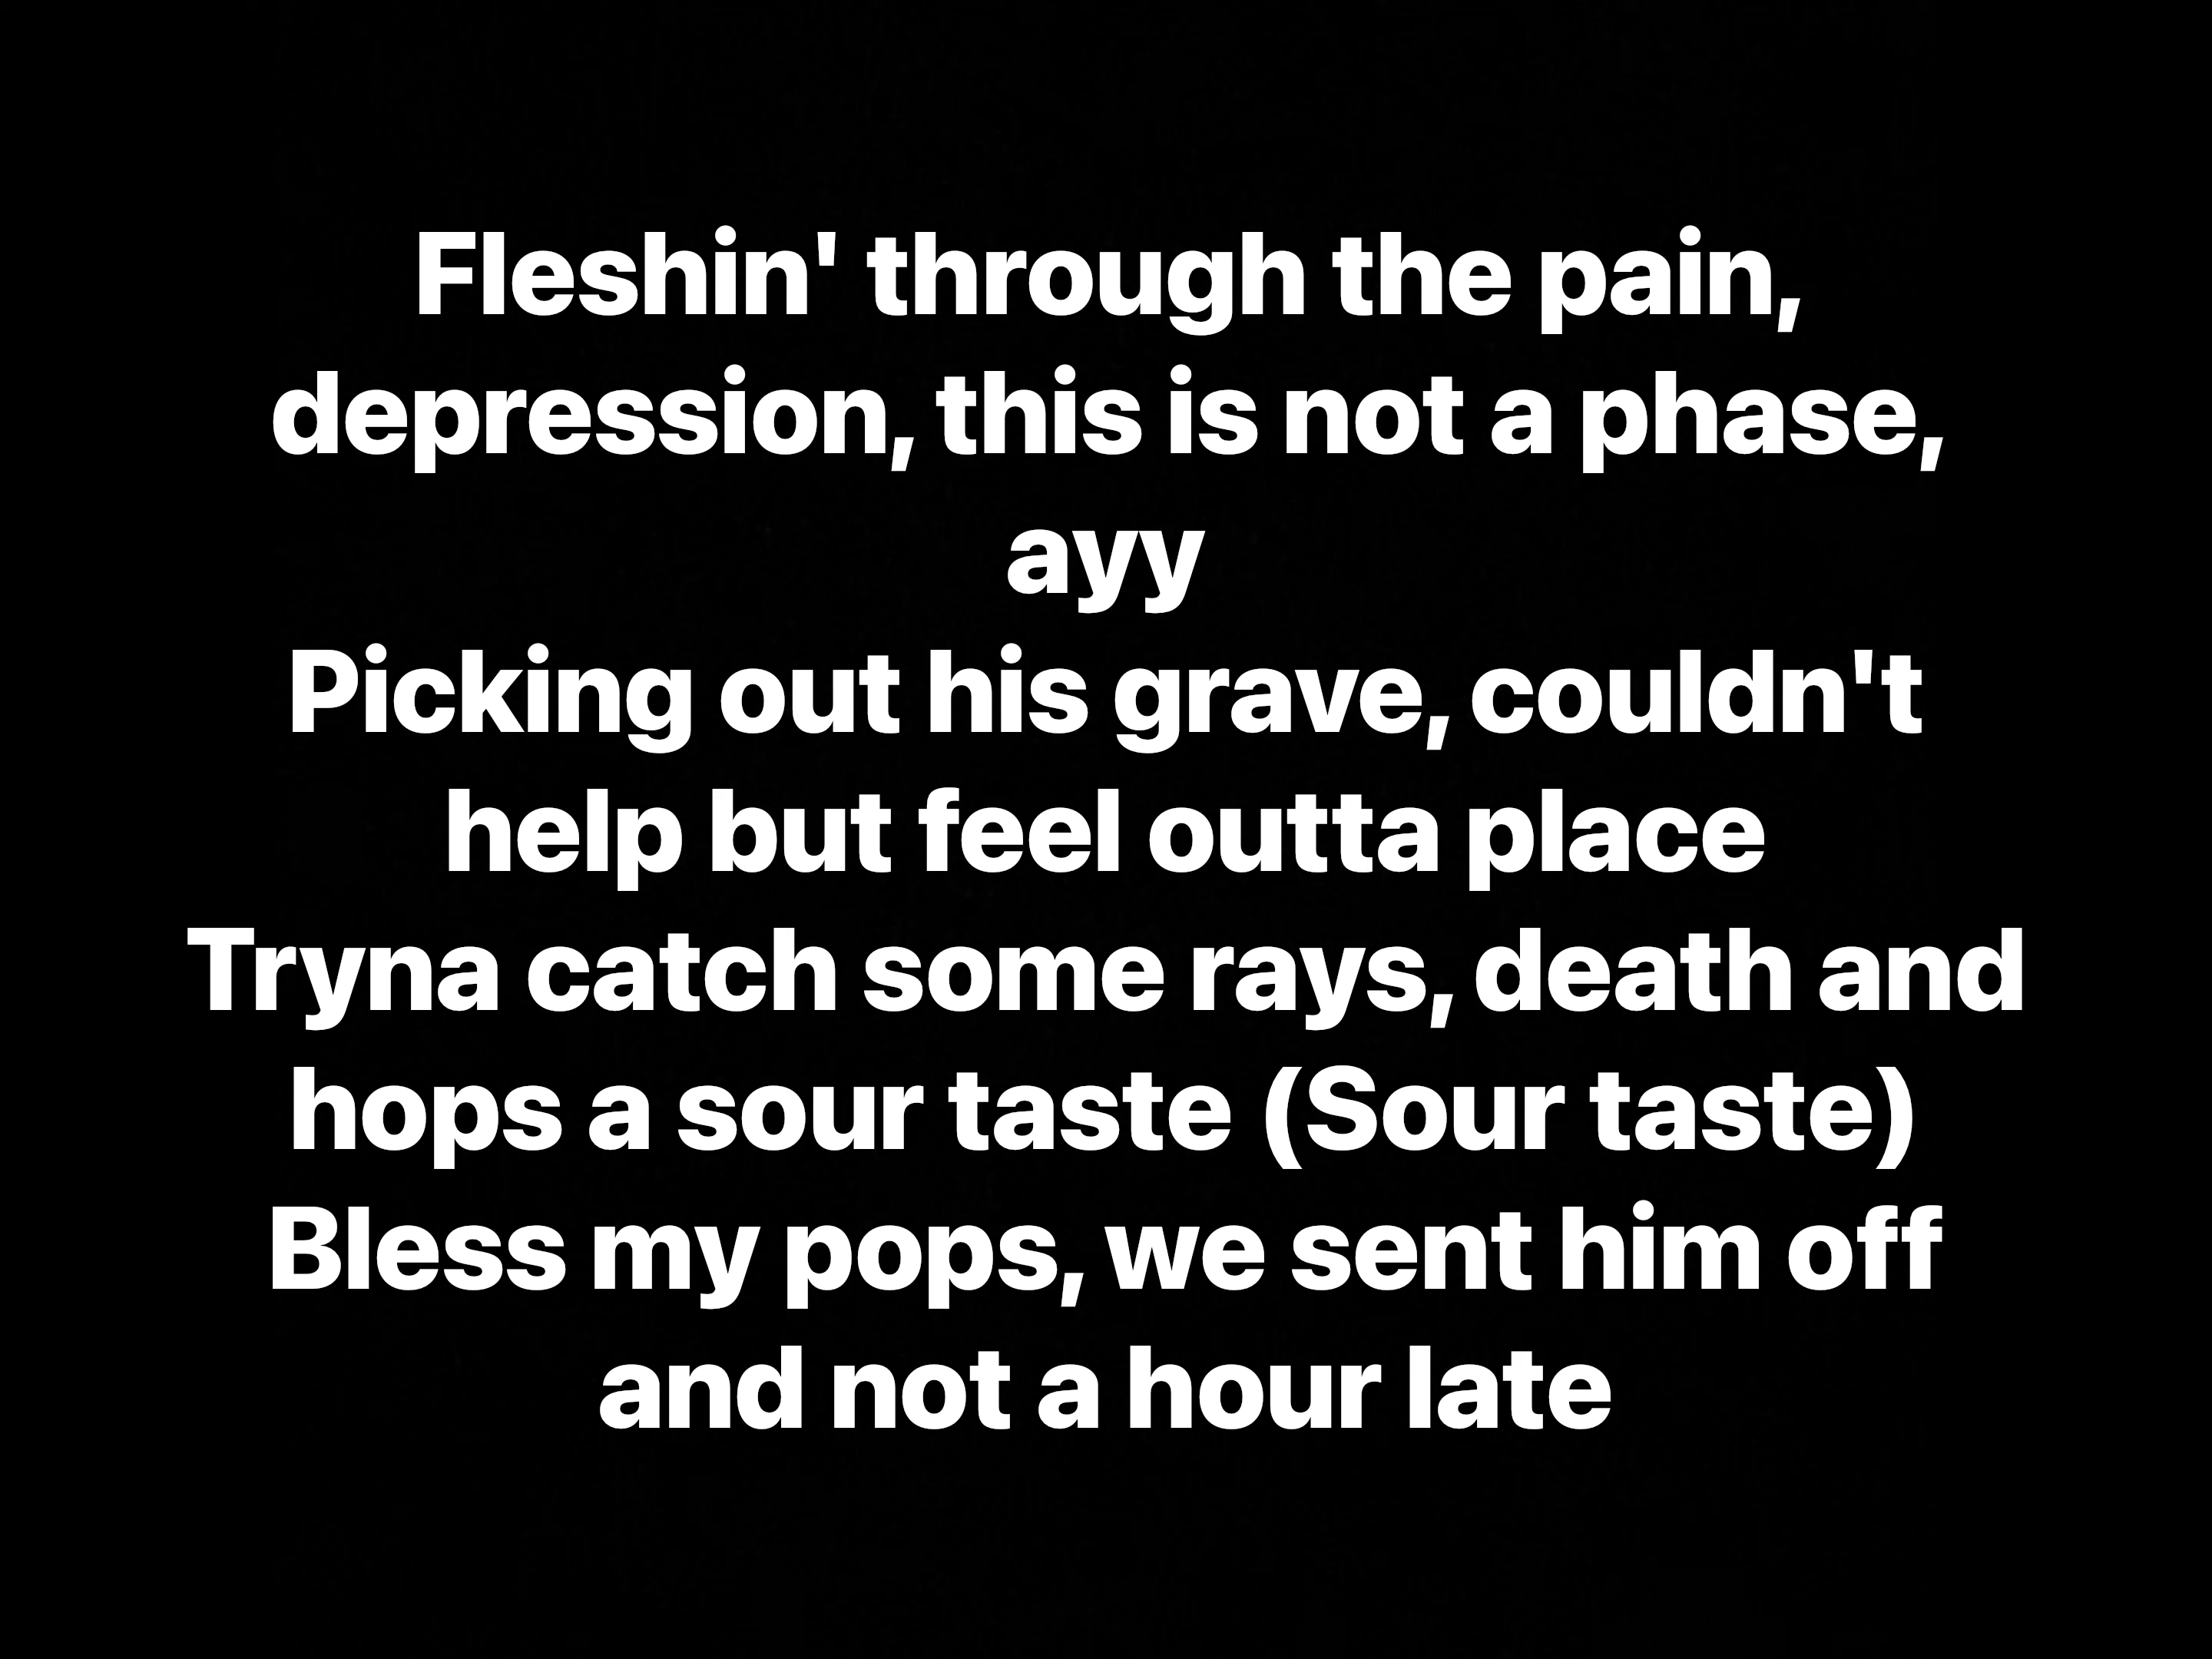 Fleshin' through the pain,
depression, this is not a phase,
ayy
Picking out his grave, couldn't
help but feel outta place
Tryna catch some rays, death and
hops a sour taste (Sour taste)
Bless my pops, we sent him off
and not a hour late